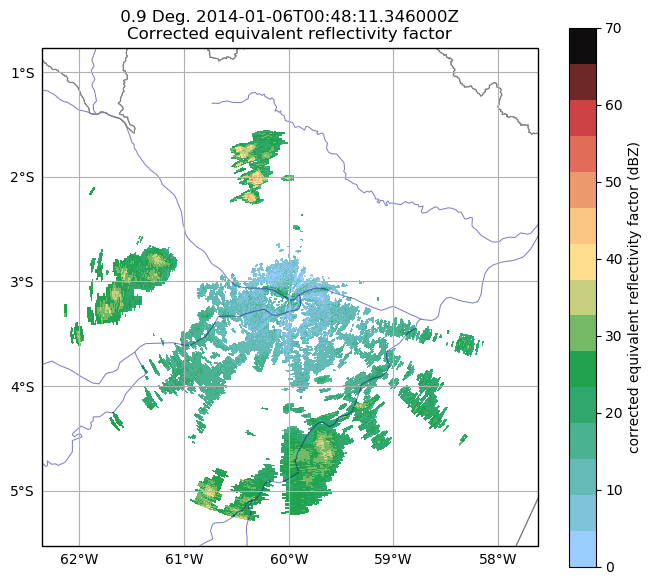 0.9 Deg. 2014-01-06T00:48:11.346000Z
Corrected equivalent reflectivity factor
1°S
2°S
3°S
4°S
5°S
62°W
61°W
60°W
59°W
58°W
70
60
50
40
30
20
10
0
corrected equivalent reflectivity factor (dBZ)